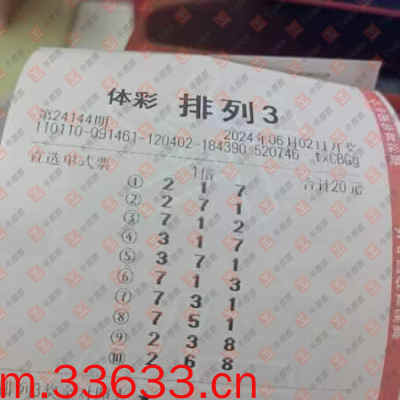 体彩 排列3
第24144期 2024年06月02日开奖
110110-091461-120402-184390 520746 TxCBGg
直选单式票 1倍 合计20元
① 2 1 7
② 2 7 1
③ 7 1 2
④ 3 1 7
⑤ 3 7 1
⑥ 7 1 3
⑦ 7 3 1
⑧ 7 5 1
⑨ 2 3 8
⑩ 2 6 8
m.33633.cn